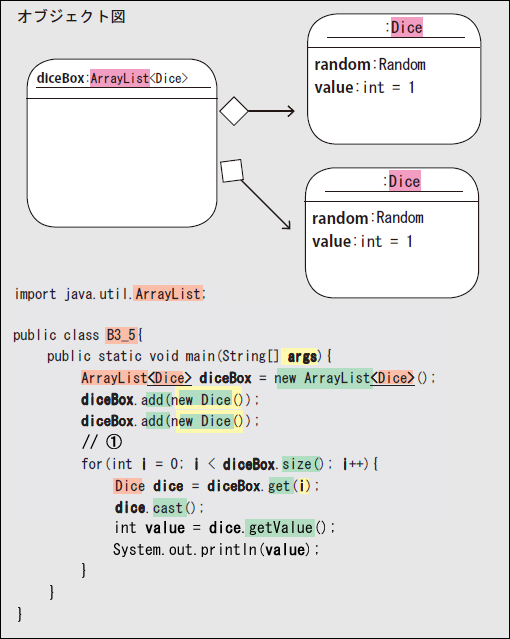 オブジェクト図
:Dice
random:Random
value:int = 1
diceBox:ArrayList<Dice>
:Dice
random:Random
value:int = 1
import java.util.ArrayList;
public class B3_5{
public static void main(String[] args){
ArrayList<Dice> diceBox = new ArrayList<Dice>();
diceBox.add(new Dice());
diceBox.add(new Dice());
// ①
for(int i = 0; i < diceBox.size(); i++){
Dice dice = diceBox.get(i);
dice.cast();
int value = dice.getValue();
System.out.println(value);
}
}
}